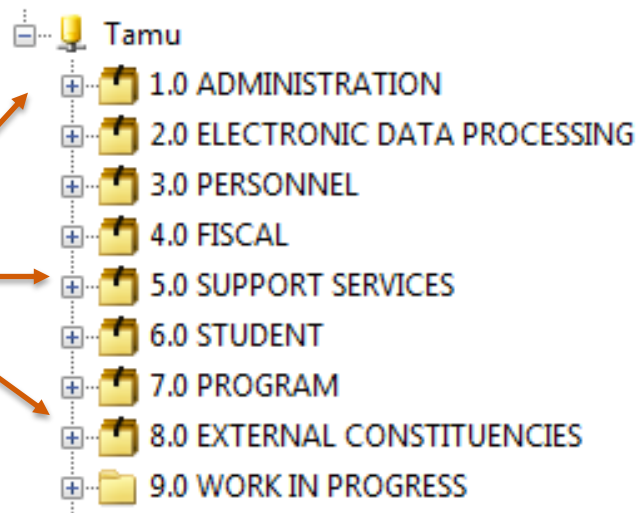 Tamu
1.0 ADMINISTRATION
2.0 ELECTRONIC DATA PROCESSING
3.0 PERSONNEL
4.0 FISCAL
5.0 SUPPORT SERVICES
6.0 STUDENT
7.0 PROGRAM
8.0 EXTERNAL CONSTITUENCIES
9.0 WORK IN PROGRESS